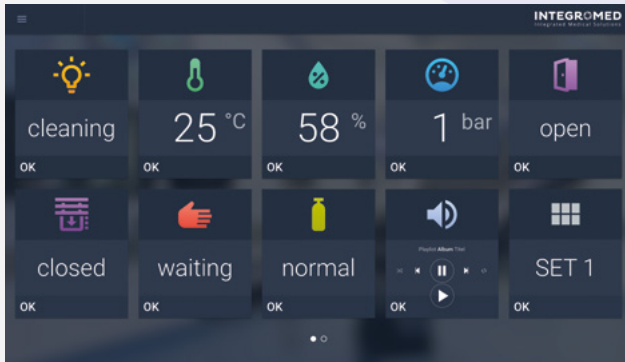 INTEGROMED
Integrated Medical Solutions
cleaning
25 °C
58 %
1 bar
open
OK
OK
OK
OK
OK
closed
waiting
normal
Playlist Album Titel
SET 1
OK
OK
OK
OK
OK